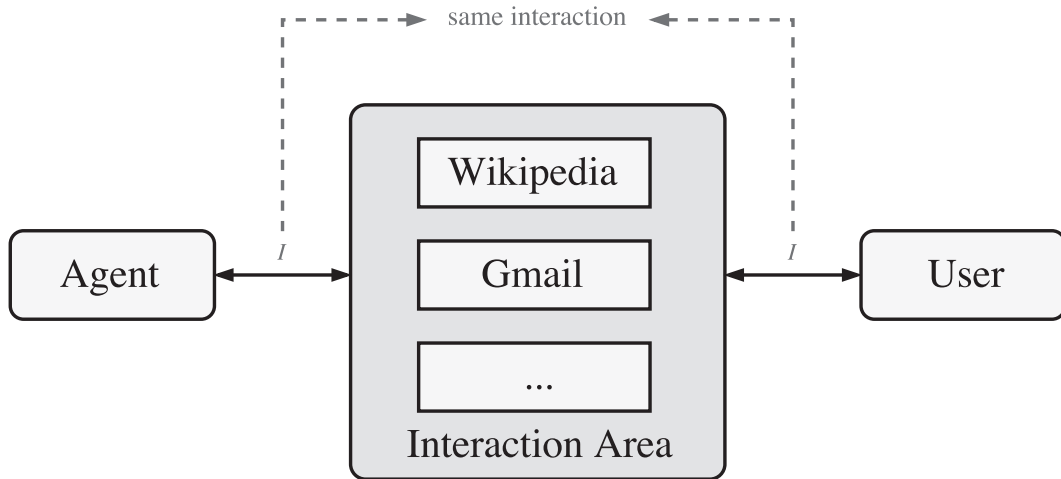 same interaction
Wikipedia
I
I
Agent
Gmail
User
...
Interaction Area